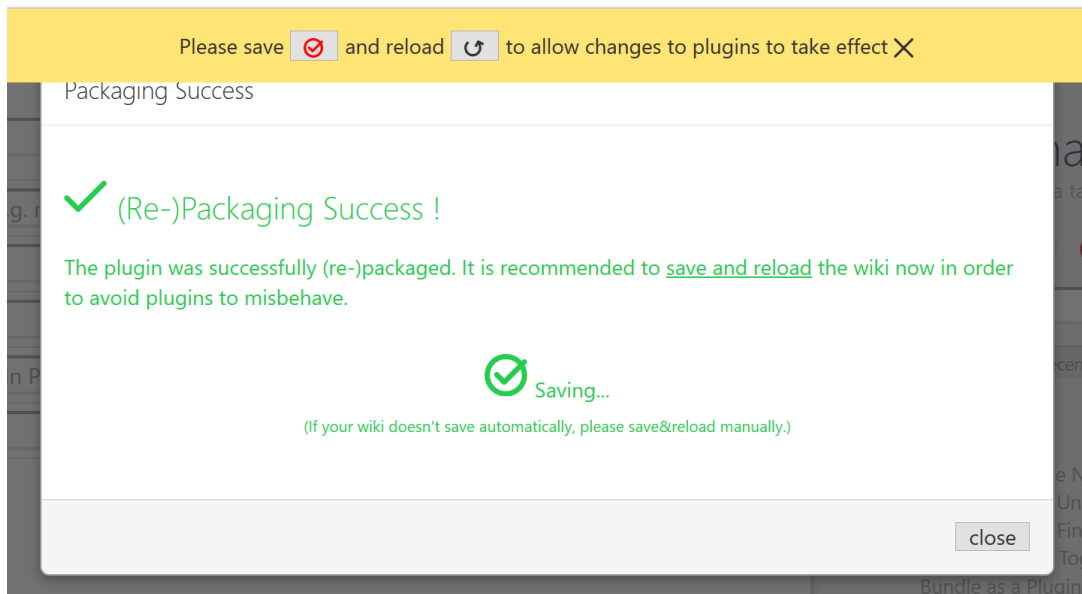 Please save and reload to allow changes to plugins to take effect
Packaging Success
(Re-)Packaging Success !
The plugin was successfully (re-)packaged. It is recommended to save and reload the wiki now in order
to avoid plugins to misbehave.
Saving...
(If your wiki doesn't save automatically, please save&reload manually.)
close
Bundle as a Plugin